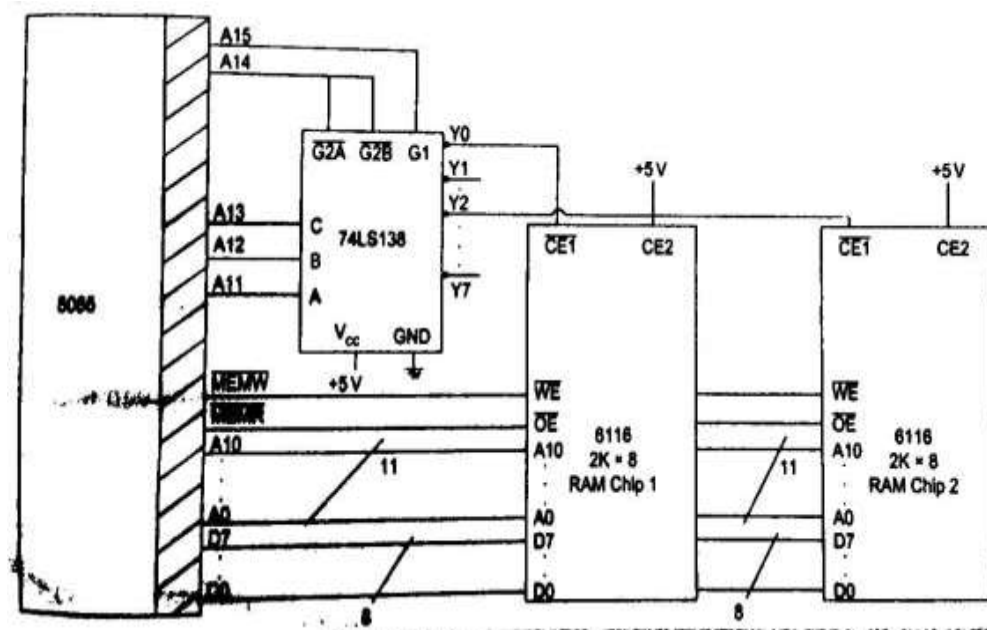 A15
A14
G2A G2B G1
Y0
Y1
Y2
Y7
+5V
+5V
A13
A12
A11
C
B
A
74LS138
VCC
GND
+5V
CE1
CE2
CE1
CE2
MEMW
MEMR
A10
A0
D7
D0
11
8
WE
OE
A10
A0
D7
D0
6116
2K × 8
RAM Chip 1
11
8
WE
OE
A10
A0
D7
D0
6116
2K × 8
RAM Chip 2